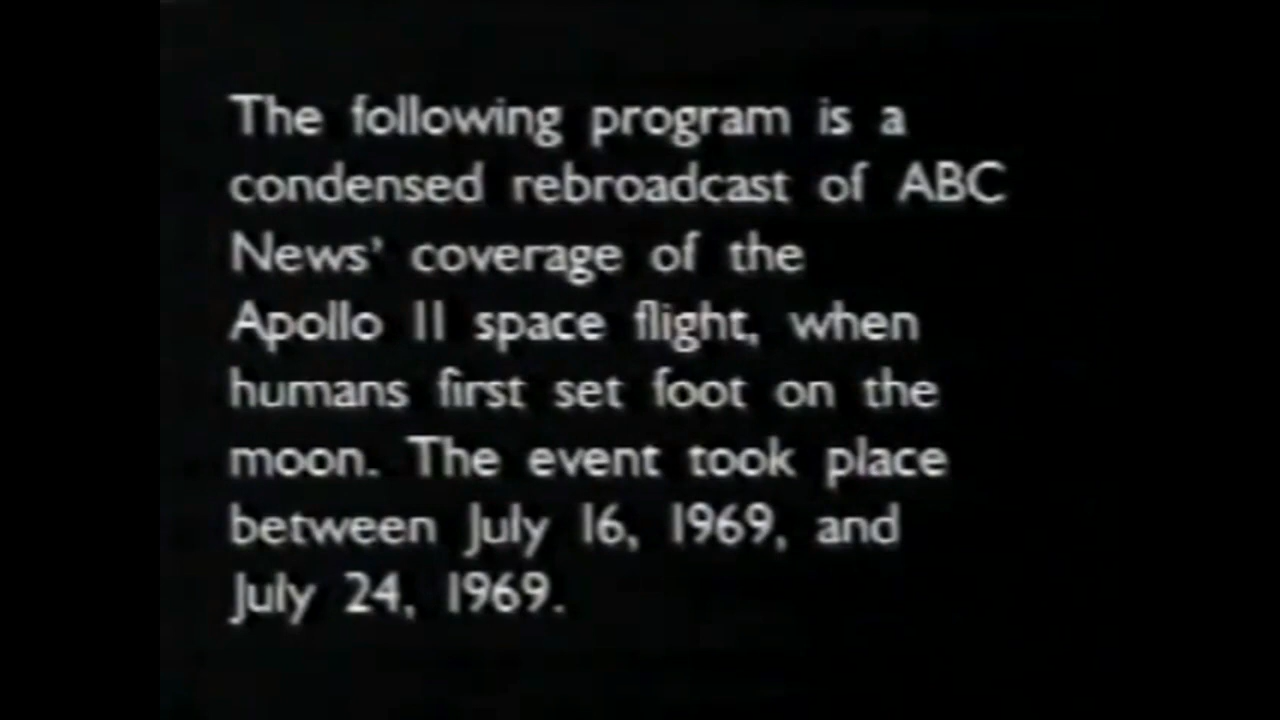 The following program is a
condensed rebroadcast of ABC
News’ coverage of the
Apollo 11 space flight, when
humans first set foot on the
moon. The event took place
between July 16, 1969, and
July 24, 1969.